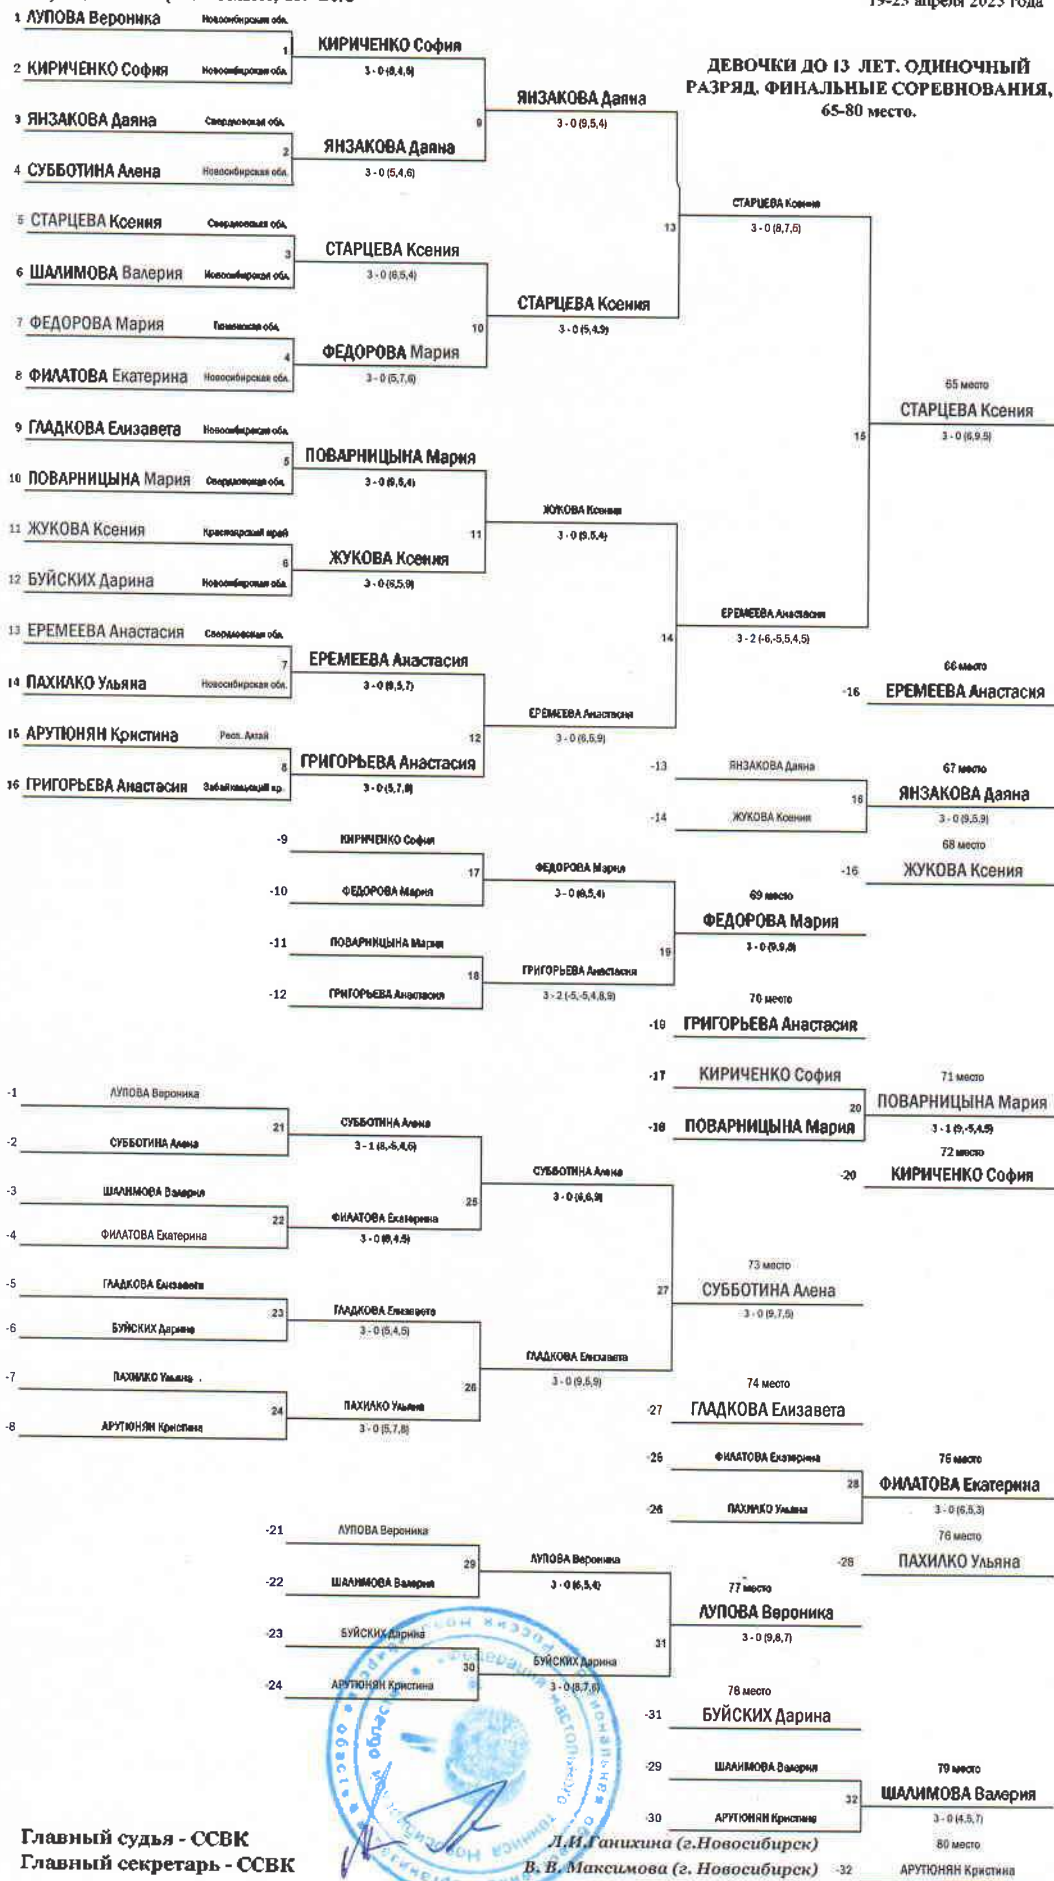 19-23 апреля 2023 года
ДЕВОЧКИ ДО 13 ЛЕТ. ОДИНОЧНЫЙ
РАЗРЯД. ФИНАЛЬНЫЕ СОРЕВНОВАНИЯ,
65-80 место.
1 ЛУПОВА Вероника Новосибирская обл.
1 КИРИЧЕНКО София
2 КИРИЧЕНКО София Новосибирская обл.
3 - 0 (8,4,6)
9 ЯНЗАКОВА Даяна
3 - 0 (9,5,4)
3 ЯНЗАКОВА Даяна Свердловская обл.
2 ЯНЗАКОВА Даяна
4 СУББОТИНА Алена Новосибирская обл.
3 - 0 (5,4,6)
13 СТАРЦЕВА Ксения
3 - 0 (8,7,5)
5 СТАРЦЕВА Ксения Свердловская обл.
3 СТАРЦЕВА Ксения
6 ШАЛИМОВА Валерия Новосибирская обл.
3 - 0 (6,5,4)
10 СТАРЦЕВА Ксения
3 - 0 (5,4,9)
7 ФЕДОРОВА Мария Тюменская обл.
4 ФЕДОРОВА Мария
8 ФИЛАТОВА Екатерина Новосибирская обл.
3 - 0 (5,7,6)
65 место
15 СТАРЦЕВА Ксения
3 - 0 (6,9,5)
9 ГЛАДКОВА Елизавета Новосибирская обл.
5 ПОВАРНИЦЫНА Мария
10 ПОВАРНИЦЫНА Мария Свердловская обл.
3 - 0 (9,6,4)
11 ЖУКОВА Ксения
3 - 0 (9,5,4)
11 ЖУКОВА Ксения Красноярский край
6 ЖУКОВА Ксения
12 БУЙСКИХ Дарина Новосибирская обл.
3 - 0 (6,5,9)
14 ЕРЕМЕЕВА Анастасия
3 - 2 (-6,-5,5,4,5)
13 ЕРЕМЕЕВА Анастасия Свердловская обл.
7 ЕРЕМЕЕВА Анастасия
14 ПАХИЛКО Ульяна Новосибирская обл.
3 - 0 (8,5,7)
66 место
-15 ЕРЕМЕЕВА Анастасия
12 ЕРЕМЕЕВА Анастасия
3 - 0 (6,5,9)
15 АРУТЮНЯН Кристина Респ. Алтай
8 ГРИГОРЬЕВА Анастасия
16 ГРИГОРЬЕВА Анастасия Забайкальский кр.
3 - 0 (5,7,8)
-13 ЯНЗАКОВА Даяна
67 место
16 ЯНЗАКОВА Даяна
-14 ЖУКОВА Ксения
3 - 0 (9,5,9)
68 место
-16 ЖУКОВА Ксения
-9 КИРИЧЕНКО София
17 ФЕДОРОВА Мария
-10 ФЕДОРОВА Мария
3 - 0 (8,5,4)
69 место
19 ФЕДОРОВА Мария
3 - 0 (9,9,8)
-11 ПОВАРНИЦЫНА Мария
18 ГРИГОРЬЕВА Анастасия
-12 ГРИГОРЬЕВА Анастасия
3 - 2 (-5,-5,4,8,9)
70 место
-19 ГРИГОРЬЕВА Анастасия
-17 КИРИЧЕНКО София
71 место
20 ПОВАРНИЦЫНА Мария
-18 ПОВАРНИЦЫНА Мария
3 - 1 (9,-5,4,5)
72 место
-20 КИРИЧЕНКО София
-1 ЛУПОВА Вероника
21 СУББОТИНА Алена
-2 СУББОТИНА Алена
3 - 1 (8,-5,4,6)
25 СУББОТИНА Алена
3 - 0 (6,6,9)
-3 ШАЛИМОВА Валерия
22 ФИЛАТОВА Екатерина
-4 ФИЛАТОВА Екатерина
3 - 0 (8,4,5)
73 место
27 СУББОТИНА Алена
3 - 0 (9,7,5)
-5 ГЛАДКОВА Елизавета
23 ГЛАДКОВА Елизавета
-6 БУЙСКИХ Дарина
3 - 0 (5,4,5)
26 ГЛАДКОВА Елизавета
3 - 0 (9,5,9)
-7 ПАХИЛКО Ульяна
24 ПАХИЛКО Ульяна
-8 АРУТЮНЯН Кристина
3 - 0 (5,7,8)
74 место
-27 ГЛАДКОВА Елизавета
-25 ФИЛАТОВА Екатерина
75 место
28 ФИЛАТОВА Екатерина
-26 ПАХИЛКО Ульяна
3 - 0 (6,5,3)
76 место
-28 ПАХИЛКО Ульяна
-21 ЛУПОВА Вероника
29 ЛУПОВА Вероника
-22 ШАЛИМОВА Валерия
3 - 0 (6,5,4)
77 место
31 ЛУПОВА Вероника
3 - 0 (9,8,7)
-23 БУЙСКИХ Дарина
30 БУЙСКИХ Дарина
-24 АРУТЮНЯН Кристина
3 - 0 (8,7,6)
78 место
-31 БУЙСКИХ Дарина
-29 ШАЛИМОВА Валерия
79 место
32 ШАЛИМОВА Валерия
-30 АРУТЮНЯН Кристина
3 - 0 (4,5,7)
80 место
-32 АРУТЮНЯН Кристина
Главный судья - ССВК Л.И.Ганихина (г.Новосибирск)
Главный секретарь - ССВК В. В. Максимова (г. Новосибирск)